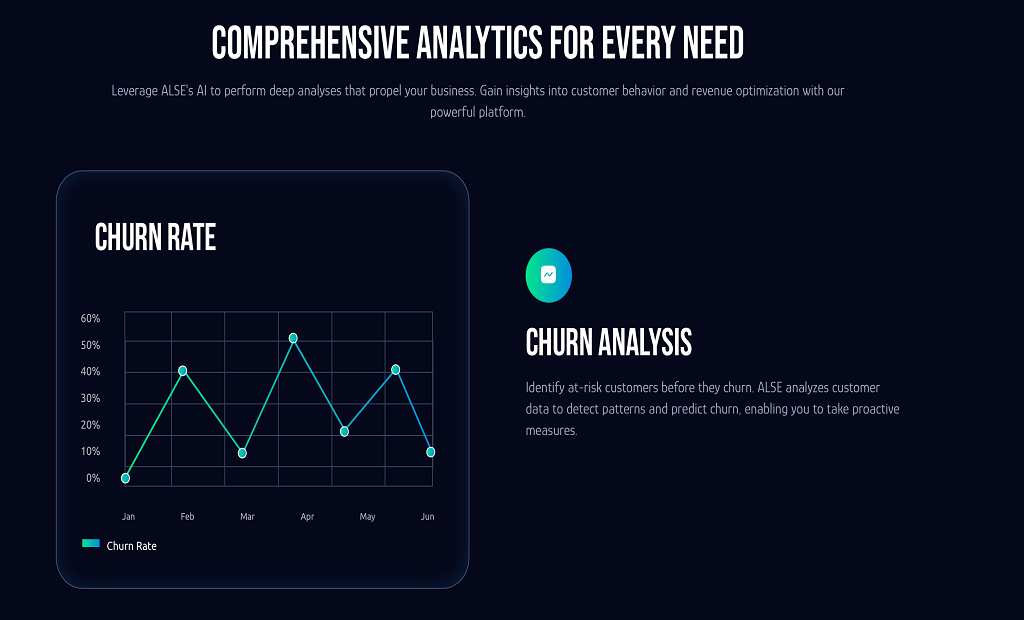 COMPREHENSIVE ANALYTICS FOR EVERY NEED
Leverage ALSE's AI to perform deep analyses that propel your business. Gain insights into customer behavior and revenue optimization with our
powerful platform.
CHURN RATE
60%
50%
40%
30%
20%
10%
0%
Jan Feb Mar Apr May Jun
Churn Rate
CHURN ANALYSIS
Identify at-risk customers before they churn. ALSE analyzes customer
data to detect patterns and predict churn, enabling you to take proactive
measures.